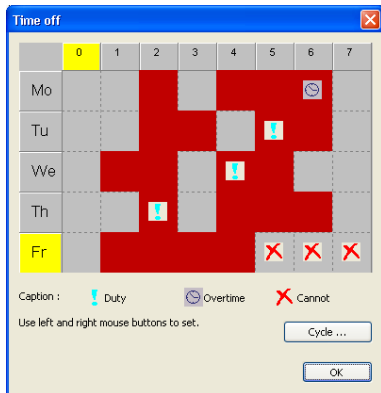 Time off
0 1 2 3 4 5 6 7
Mo
Tu
We
Th
Fr
Caption : Duty Overtime Cannot
Use left and right mouse buttons to set.
Cycle ...
OK